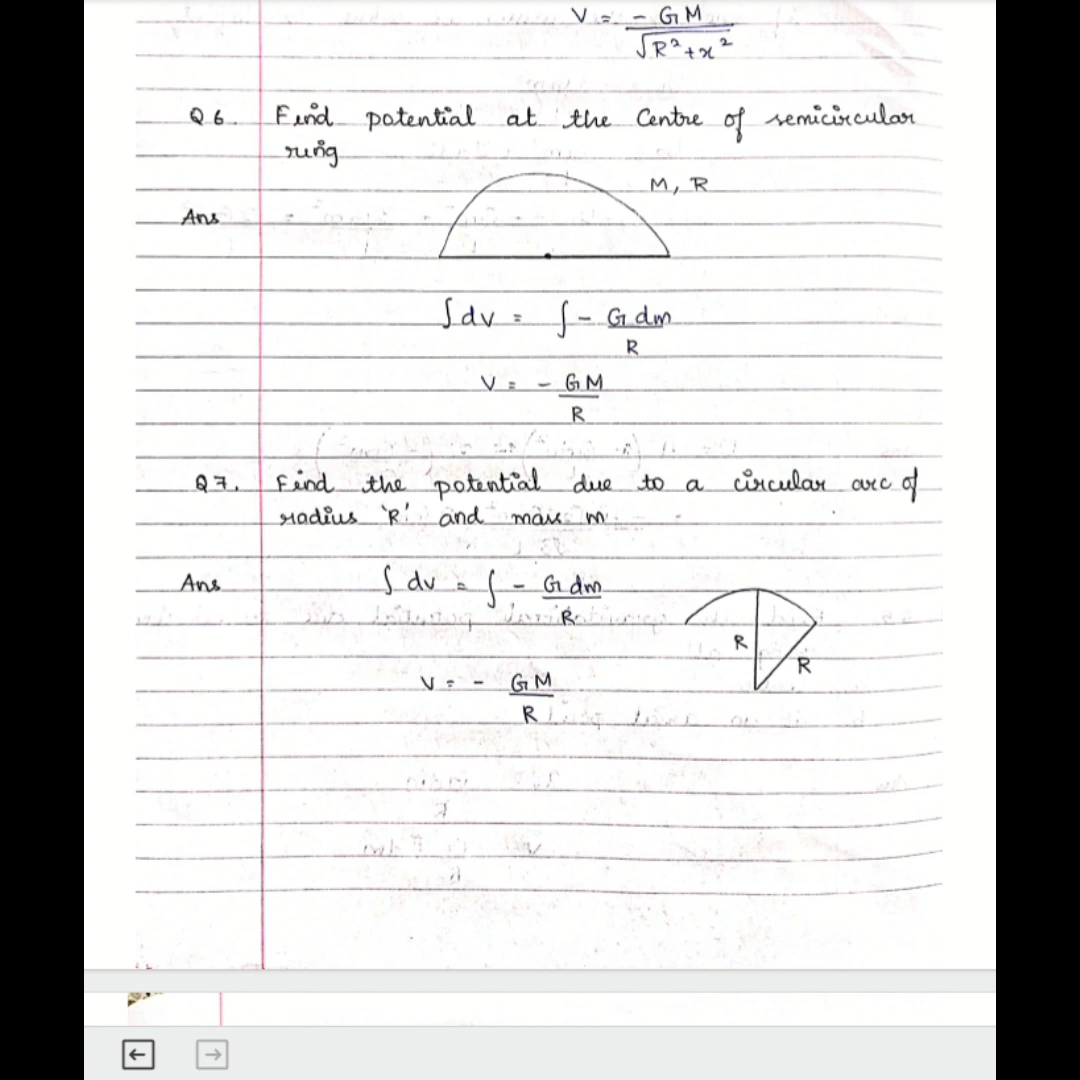 V = - GM
√R²+x²
Q6. Find potential at the Centre of semicircular
ring
M, R
Ans
∫dv = ∫ - G dm
R
V = - GM
R
Q7. Find the potential due to a circular arc of
radius 'R' and mass m
Ans ∫ dv = ∫ - G dm
R
R
R
V = - GM
R